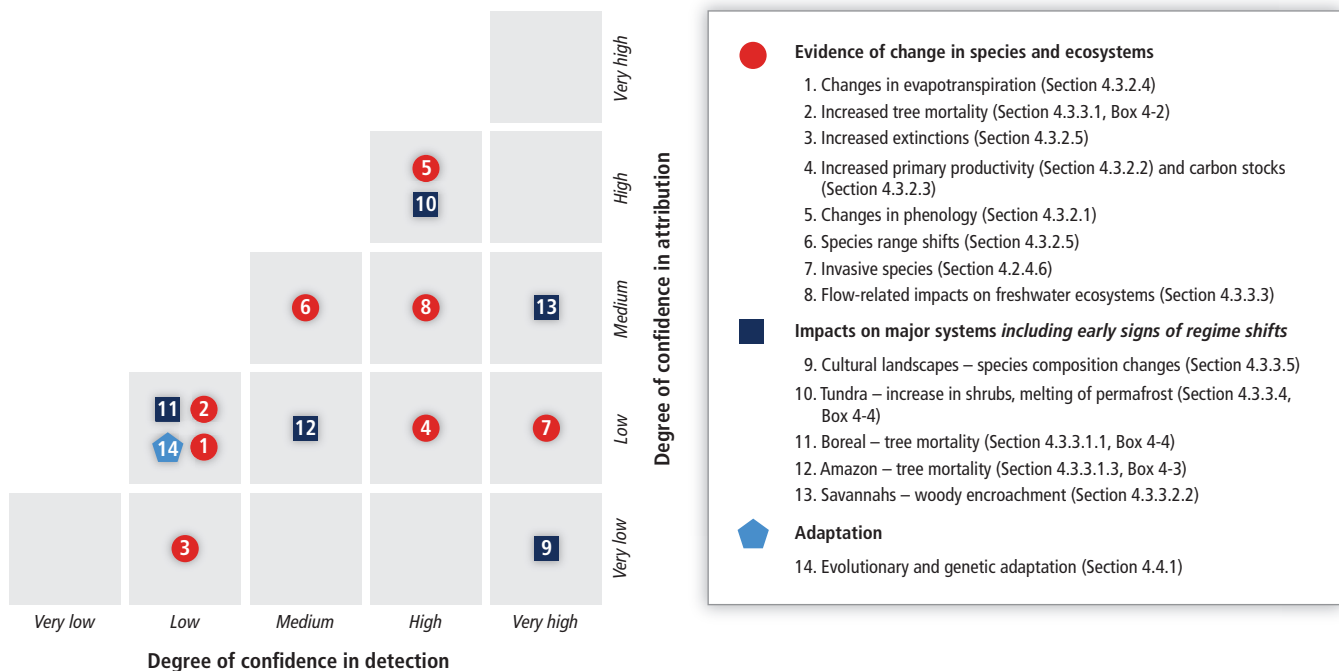 Very high
5
High
10
6
8
13
Medium
11
2
12
4
7
Low
14
1
3
9
Very low
Degree of confidence in attribution
Very low
Low
Medium
High
Very high
Degree of confidence in detection
Evidence of change in species and ecosystems
1. Changes in evapotranspiration (Section 4.3.2.4)
2. Increased tree mortality (Section 4.3.3.1, Box 4-2)
3. Increased extinctions (Section 4.3.2.5)
4. Increased primary productivity (Section 4.3.2.2) and carbon stocks
(Section 4.3.2.3)
5. Changes in phenology (Section 4.3.2.1)
6. Species range shifts (Section 4.3.2.5)
7. Invasive species (Section 4.2.4.6)
8. Flow-related impacts on freshwater ecosystems (Section 4.3.3.3)
Impacts on major systems including early signs of regime shifts
9. Cultural landscapes – species composition changes (Section 4.3.3.5)
10. Tundra – increase in shrubs, melting of permafrost (Section 4.3.3.4,
Box 4-4)
11. Boreal – tree mortality (Section 4.3.3.1.1, Box 4-4)
12. Amazon – tree mortality (Section 4.3.3.1.3, Box 4-3)
13. Savannahs – woody encroachment (Section 4.3.3.2.2)
Adaptation
14. Evolutionary and genetic adaptation (Section 4.4.1)